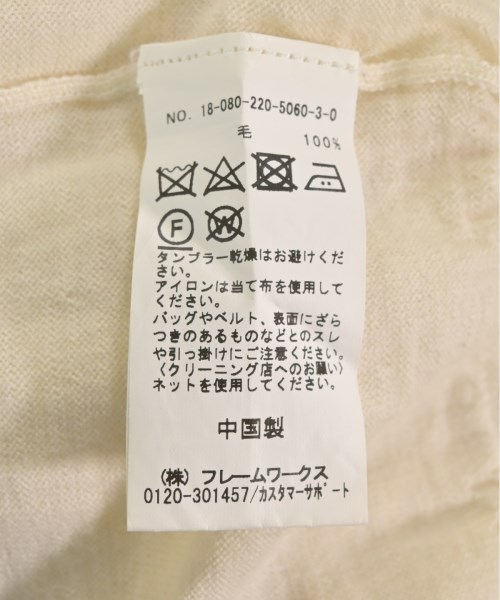 NO. 18-080-220-5060-3-0
毛 100%
F W
タンブラー乾燥はお避けくだ
さい。
アイロンは当て布を使用して
ください。
バッグやベルト、表面にざら
つきのあるものなどとのスレ
や引っ掛けにご注意ください。
〈クリーニング店へのお願い〉
ネットを使用してください。
中国製
(株) フレームワークス
0120-301457/カスタマーサポート